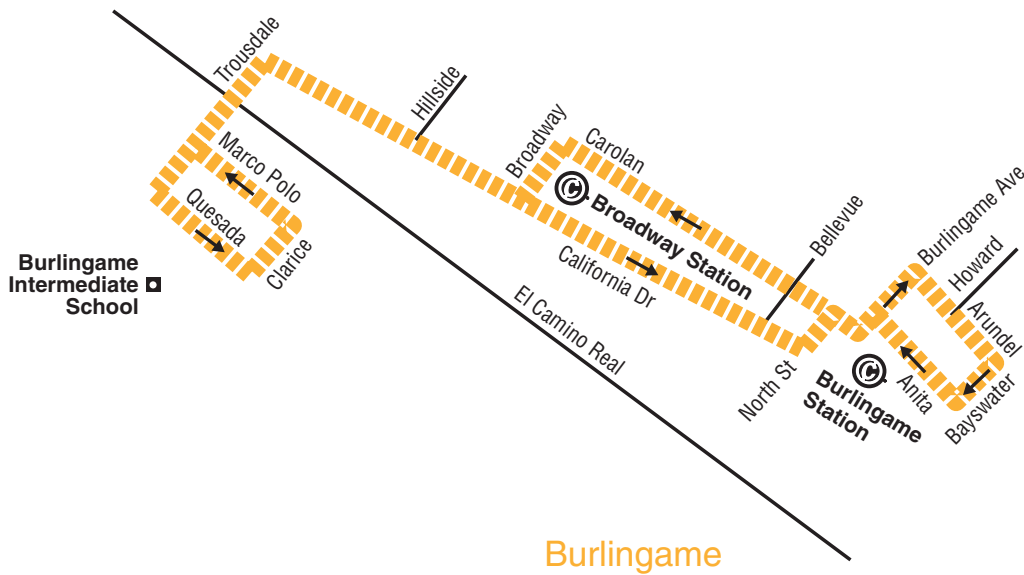 Trousdale
Hillside
Broadway
Carolan
Marco Polo
Quesada
Clarice
Burlingame
Intermediate
School
C
Broadway Station
California Dr
El Camino Real
Bellevue
North St
Burlingame Ave
Howard
Arundel
Bayswater
Anita
C
Burlingame
Station
Burlingame